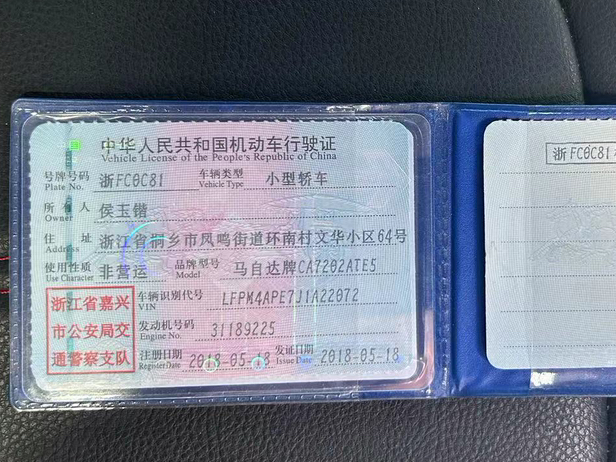 中华人民共和国机动车行驶证
Vehicle License of the People's Republic of China
号牌号码 浙FC0C81 车辆类型 小型轿车
Plate No. Vehicle Type
所有人 侯玉锴
Owner
住址 浙江省桐乡市凤鸣街道环南村文华小区64号
Address
使用性质 非营运 品牌型号 马自达牌CA7202ATE5
Use Character Model
浙江省嘉兴
市公安局交
通警察支队
车辆识别代号 LFPM4APE7J1A22072
VIN
发动机号码 31189225
Engine No.
注册日期 2018-05-18 发证日期 2018-05-18
Register Date Issue Date
浙FC0C81